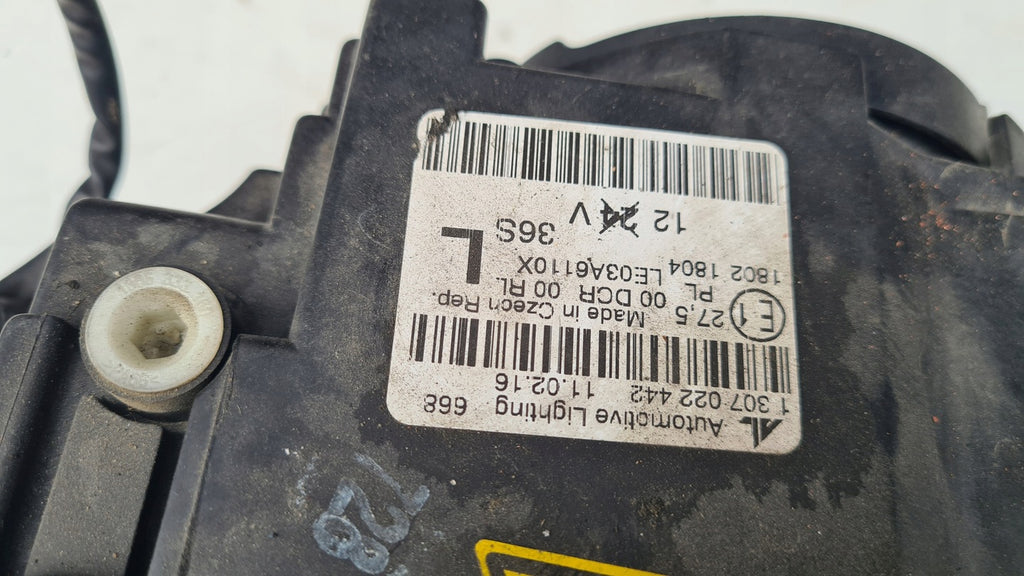 AL Automotive Lighting 668
1 307 022 442 11.02.16
E1 27,5 Made in Czech Rep.
PL 00 DCR 00 RL
1802 1804 LE03A6110X
L
36S
12 24 V